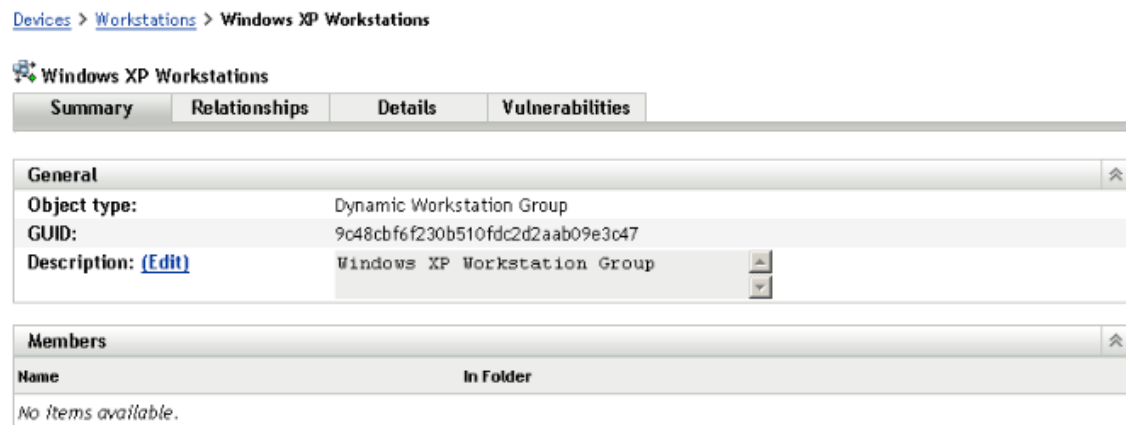 Devices > Workstations > Windows XP Workstations
Windows XP Workstations
Summary Relationships Details Vulnerabilities
General
Object type: Dynamic Workstation Group
GUID: 9c48cbf6f230b510fdc2d2aab09e3c47
Description: (Edit) Windows XP Workstation Group
Members
Name In Folder
No items available.